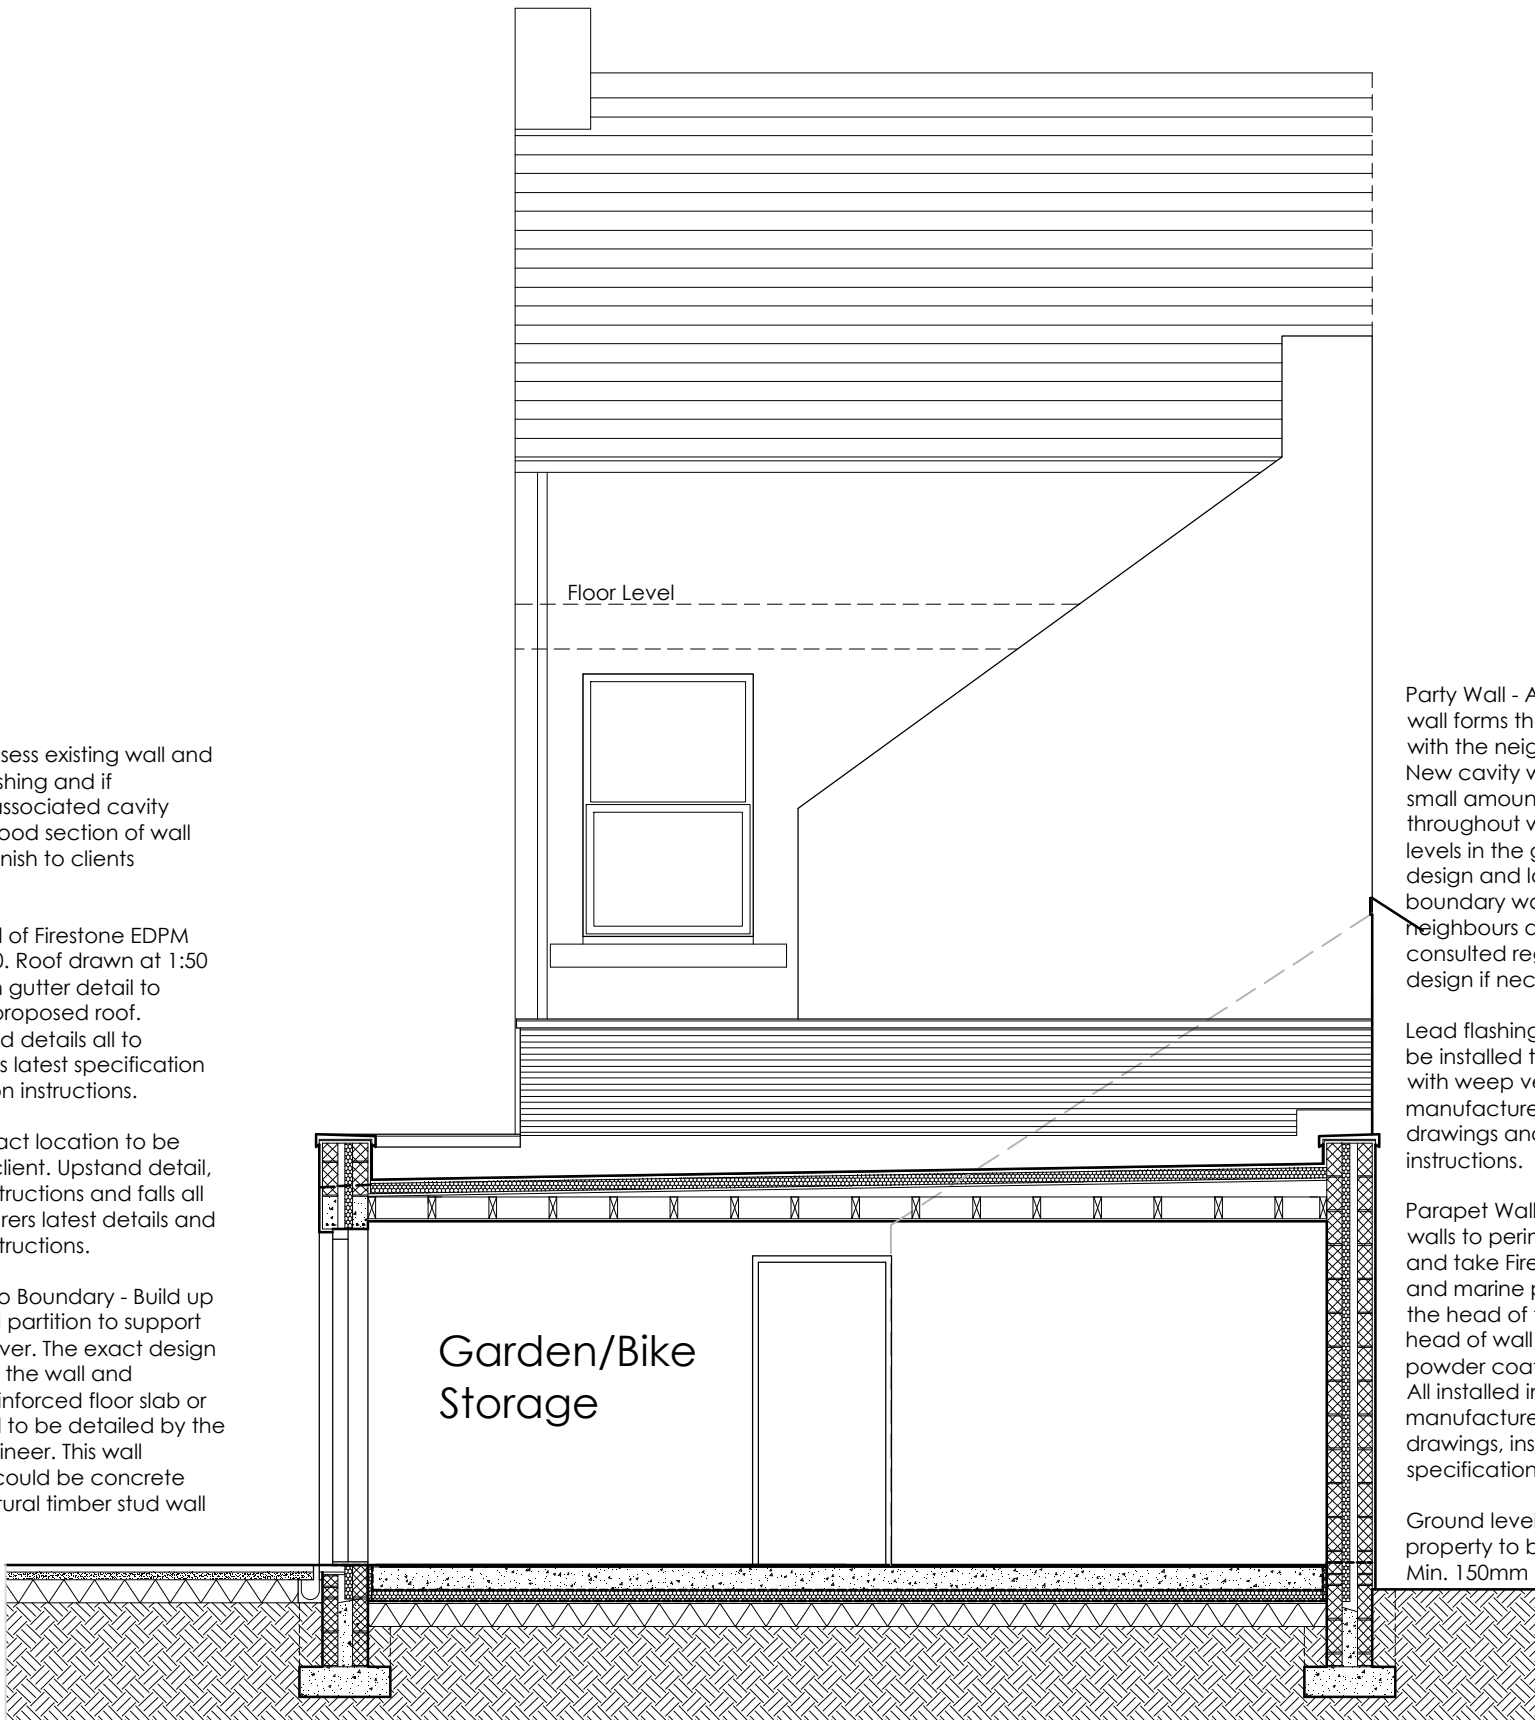 Floor Level
sess existing wall and
shing and if
associated cavity
ood section of wall
nish to clients
l of Firestone EDPM
0. Roof drawn at 1:50
n gutter detail to
proposed roof.
d details all to
s latest specification
on instructions.
act location to be
client. Upstand detail,
tructions and falls all
rers latest details and
tructions.
o Boundary - Build up
l partition to support
ver. The exact design
the wall and
inforced floor slab or
l to be detailed by the
ineer. This wall
could be concrete
tural timber stud wall
Garden/Bike
Storage
Party Wall - A
wall forms the
with the neig
New cavity w
small amoun
throughout w
levels in the g
design and lo
boundary wa
neighbours a
consulted reg
design if nec
Lead flashing
be installed t
with weep ve
manufacture
drawings and
instructions.
Parapet Wall
walls to perin
and take Fire
and marine p
the head of t
head of wall
powder coat
All installed in
manufacture
drawings, ins
specification
Ground level
property to b
Min. 150mm